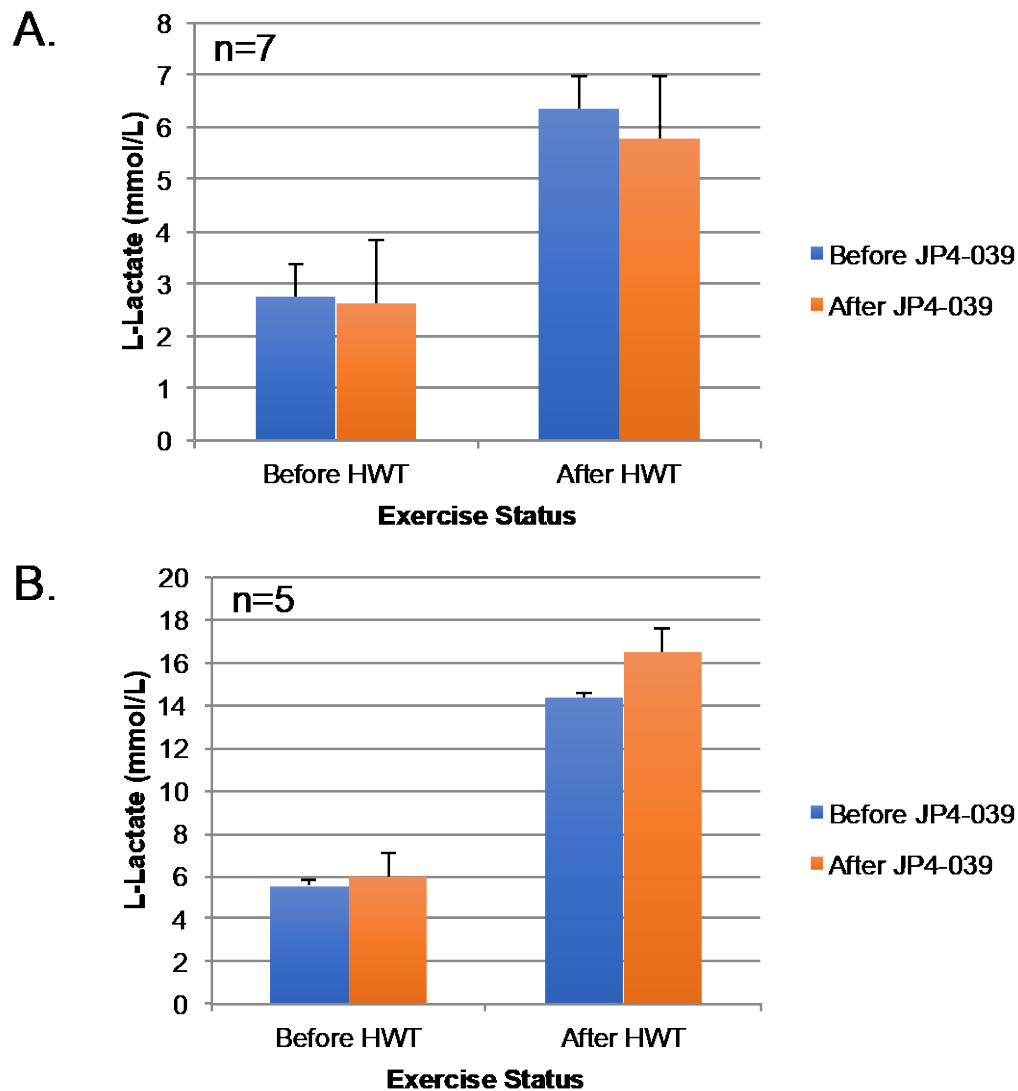 A.
n=7
L-Lactate (mmol/L)
8
7
6
5
4
3
2
1
0
Before HWT After HWT
Exercise Status
Before JP4-039
After JP4-039
B.
n=5
L-Lactate (mmol/L)
20
18
16
14
12
10
8
6
4
2
0
Before HWT After HWT
Exercise Status
Before JP4-039
After JP4-039